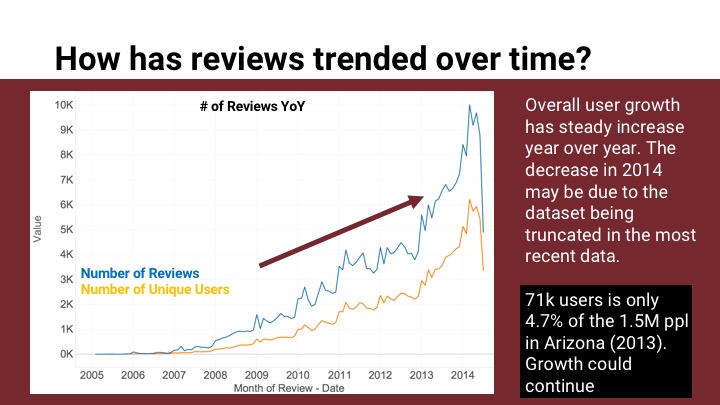 How has reviews trended over time?
# of Reviews YoY
10K
9K
8K
7K
6K
5K
4K
3K
2K
1K
0K
Value
Number of Reviews
Number of Unique Users
2005 2006 2007 2008 2009 2010 2011 2012 2013 2014
Month of Review - Date
Overall user growth
has steady increase
year over year. The
decrease in 2014
may be due to the
dataset being
truncated in the most
recent data.
71k users is only
4.7% of the 1.5M ppl
in Arizona (2013).
Growth could
continue